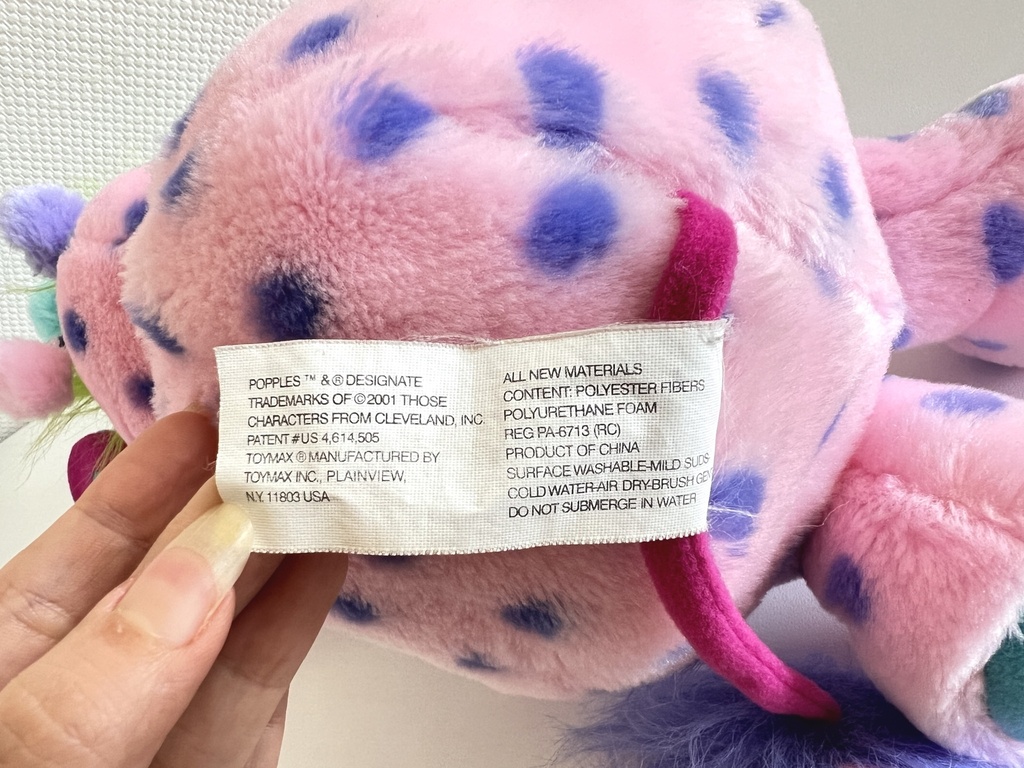 POPPLES ™ & ® DESIGNATE
TRADEMARKS OF © 2001 THOSE
CHARACTERS FROM CLEVELAND, INC.
PATENT # US 4,614,505
TOYMAX ® MANUFACTURED BY
TOYMAX INC., PLAINVIEW,
N.Y. 11803 USA
ALL NEW MATERIALS
CONTENT: POLYESTER FIBERS
POLYURETHANE FOAM
REG PA-6713 (RC)
PRODUCT OF CHINA
SURFACE WASHABLE-MILD SUDS
COLD WATER-AIR DRY-BRUSH
DO NOT SUBMERGE IN WATER